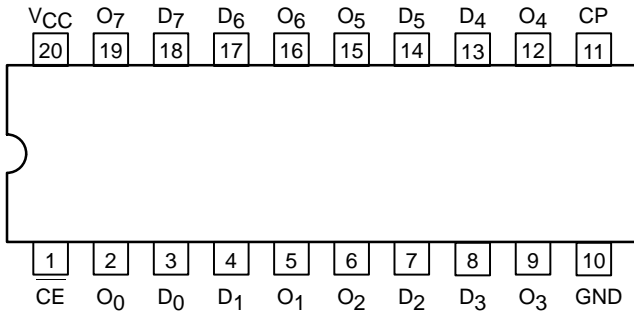 VCC O7 D7 D6 O6 O5 D5 D4 O4 CP
20 19 18 17 16 15 14 13 12 11
1 2 3 4 5 6 7 8 9 10
CE O0 D0 D1 O1 O2 D2 D3 O3 GND